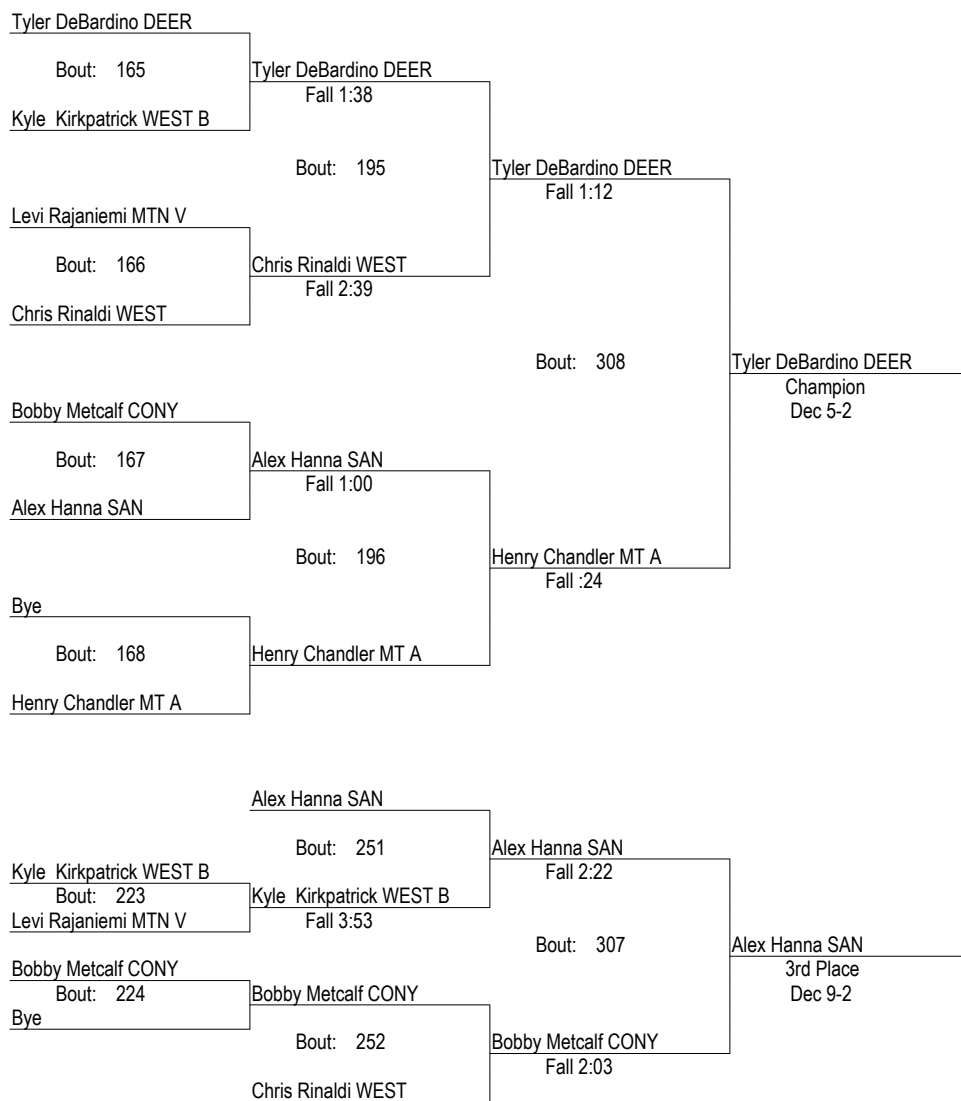 Tyler DeBardino DEER
Bout: 165
Tyler DeBardino DEER
Fall 1:38
Kyle  Kirkpatrick WEST B
Bout: 195
Tyler DeBardino DEER
Fall 1:12
Levi Rajaniemi MTN V
Bout: 166
Chris Rinaldi WEST
Fall 2:39
Chris Rinaldi WEST
Bout: 308
Tyler DeBardino DEER
Champion
Dec 5-2
Bobby Metcalf CONY
Bout: 167
Alex Hanna SAN
Fall 1:00
Alex Hanna SAN
Bout: 196
Henry Chandler MT A
Fall :24
Bye
Bout: 168
Henry Chandler MT A
Henry Chandler MT A
Alex Hanna SAN
Bout: 251
Alex Hanna SAN
Fall 2:22
Kyle  Kirkpatrick WEST B
Bout: 223
Kyle  Kirkpatrick WEST B
Fall 3:53
Levi Rajaniemi MTN V
Bout: 307
Alex Hanna SAN
3rd Place
Dec 9-2
Bobby Metcalf CONY
Bout: 224
Bobby Metcalf CONY
Bye
Bout: 252
Bobby Metcalf CONY
Fall 2:03
Chris Rinaldi WEST